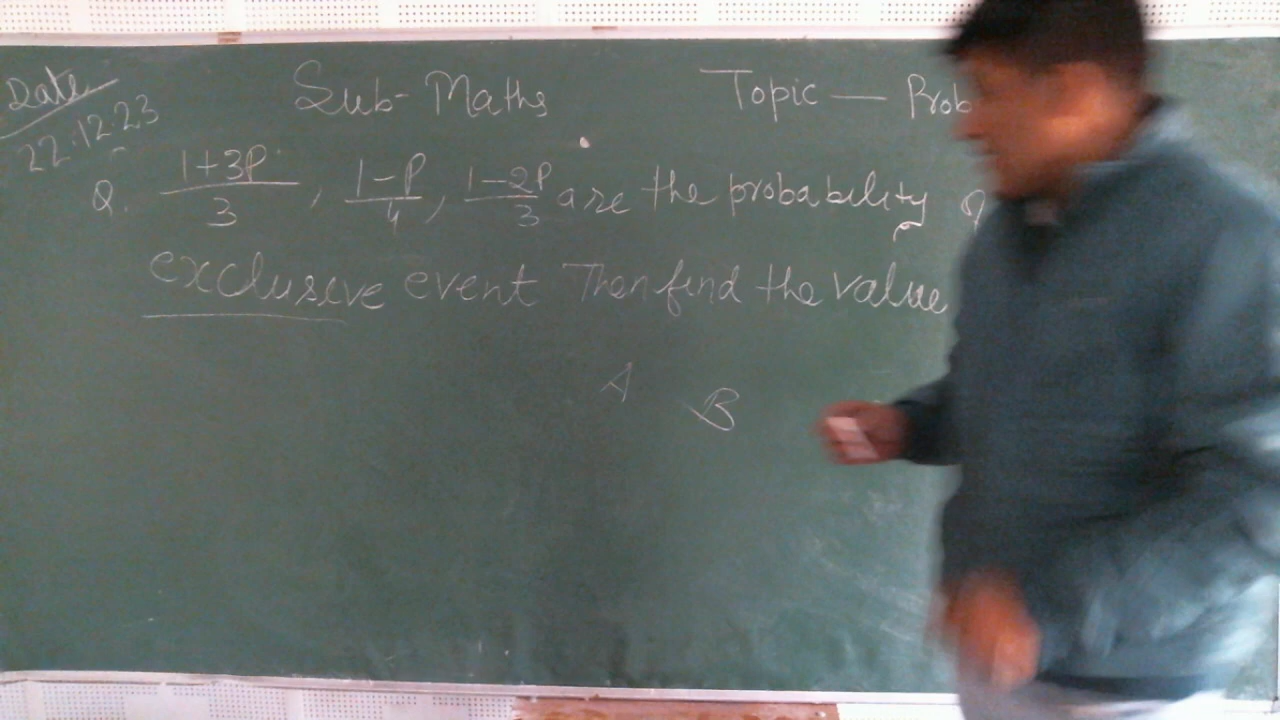 Date Sub- Maths Topic — Prob
22.12.23
Q. 1+3P/3, 1-P/4, 1-2P/3 are the probability
exclusive event Then find the value
A B